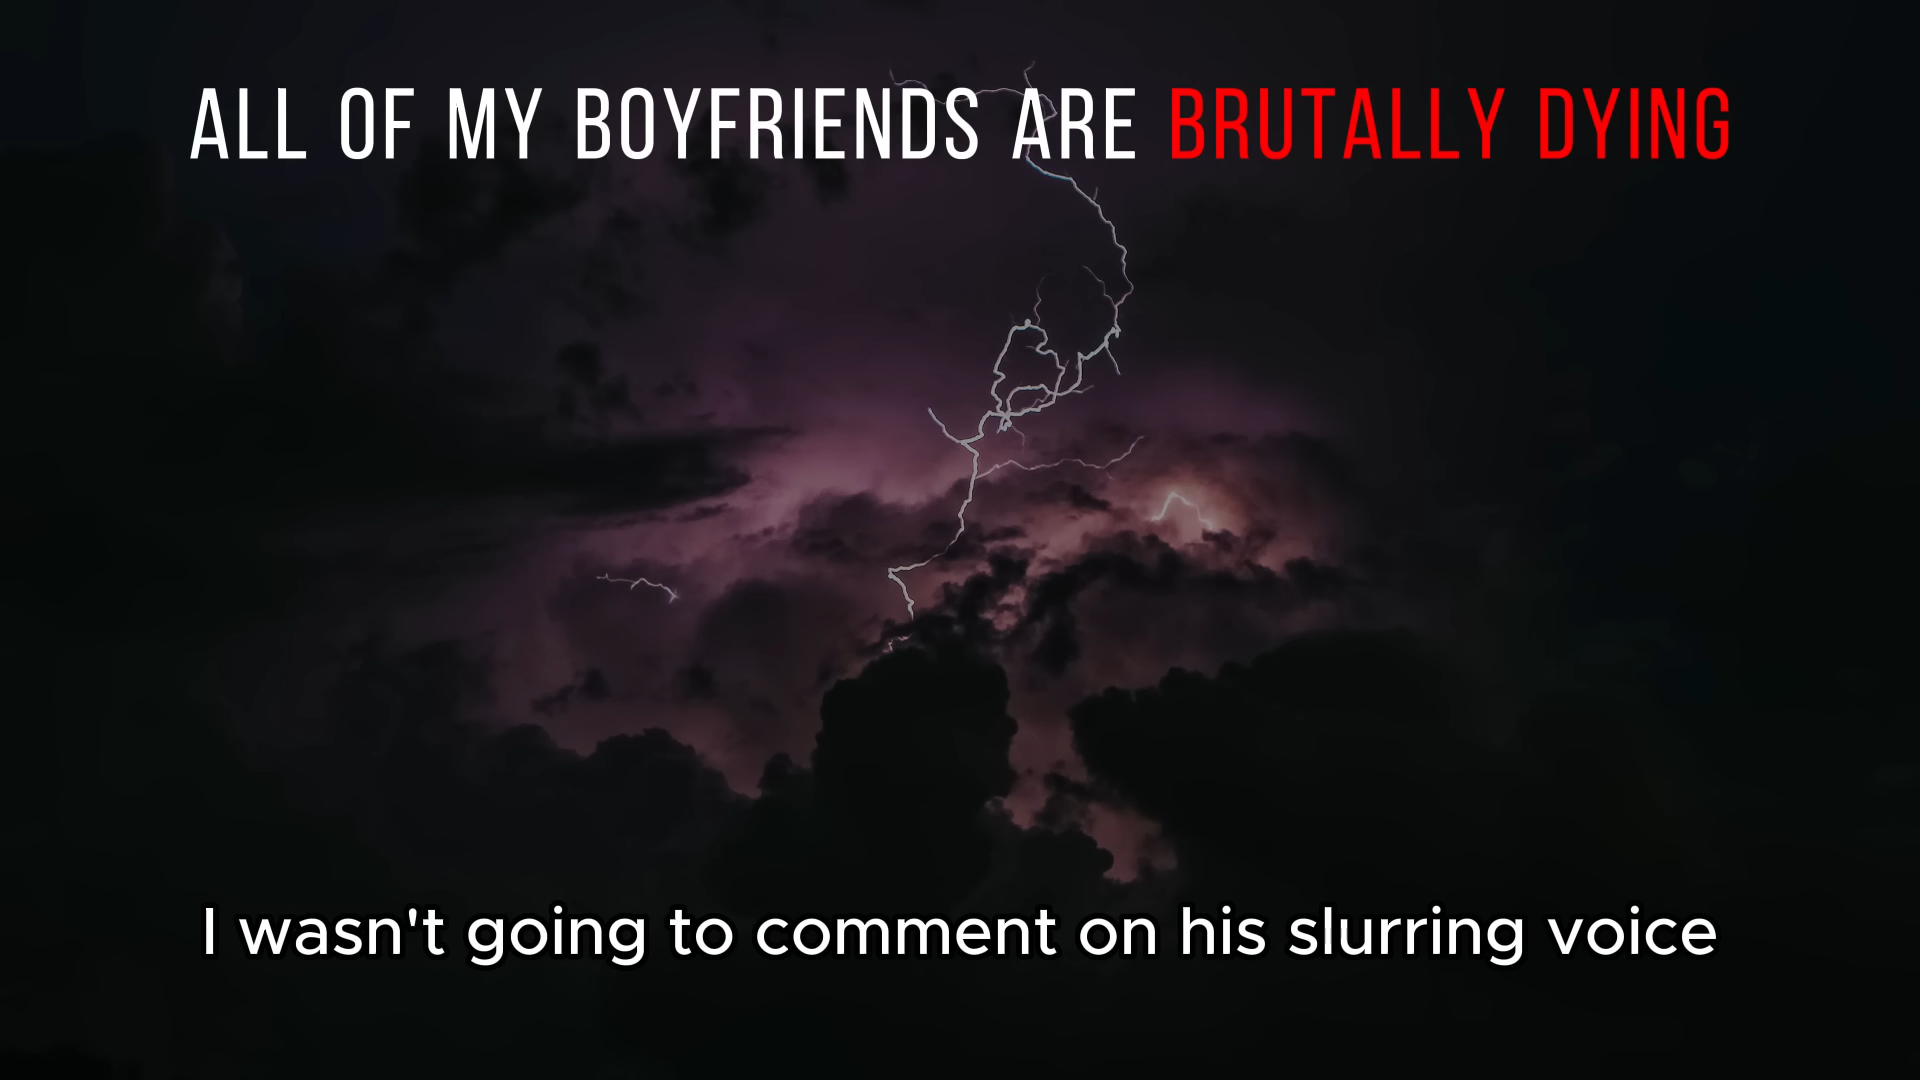 ALL OF MY BOYFRIENDS ARE BRUTALLY DYING
I wasn't going to comment on his slurring voice